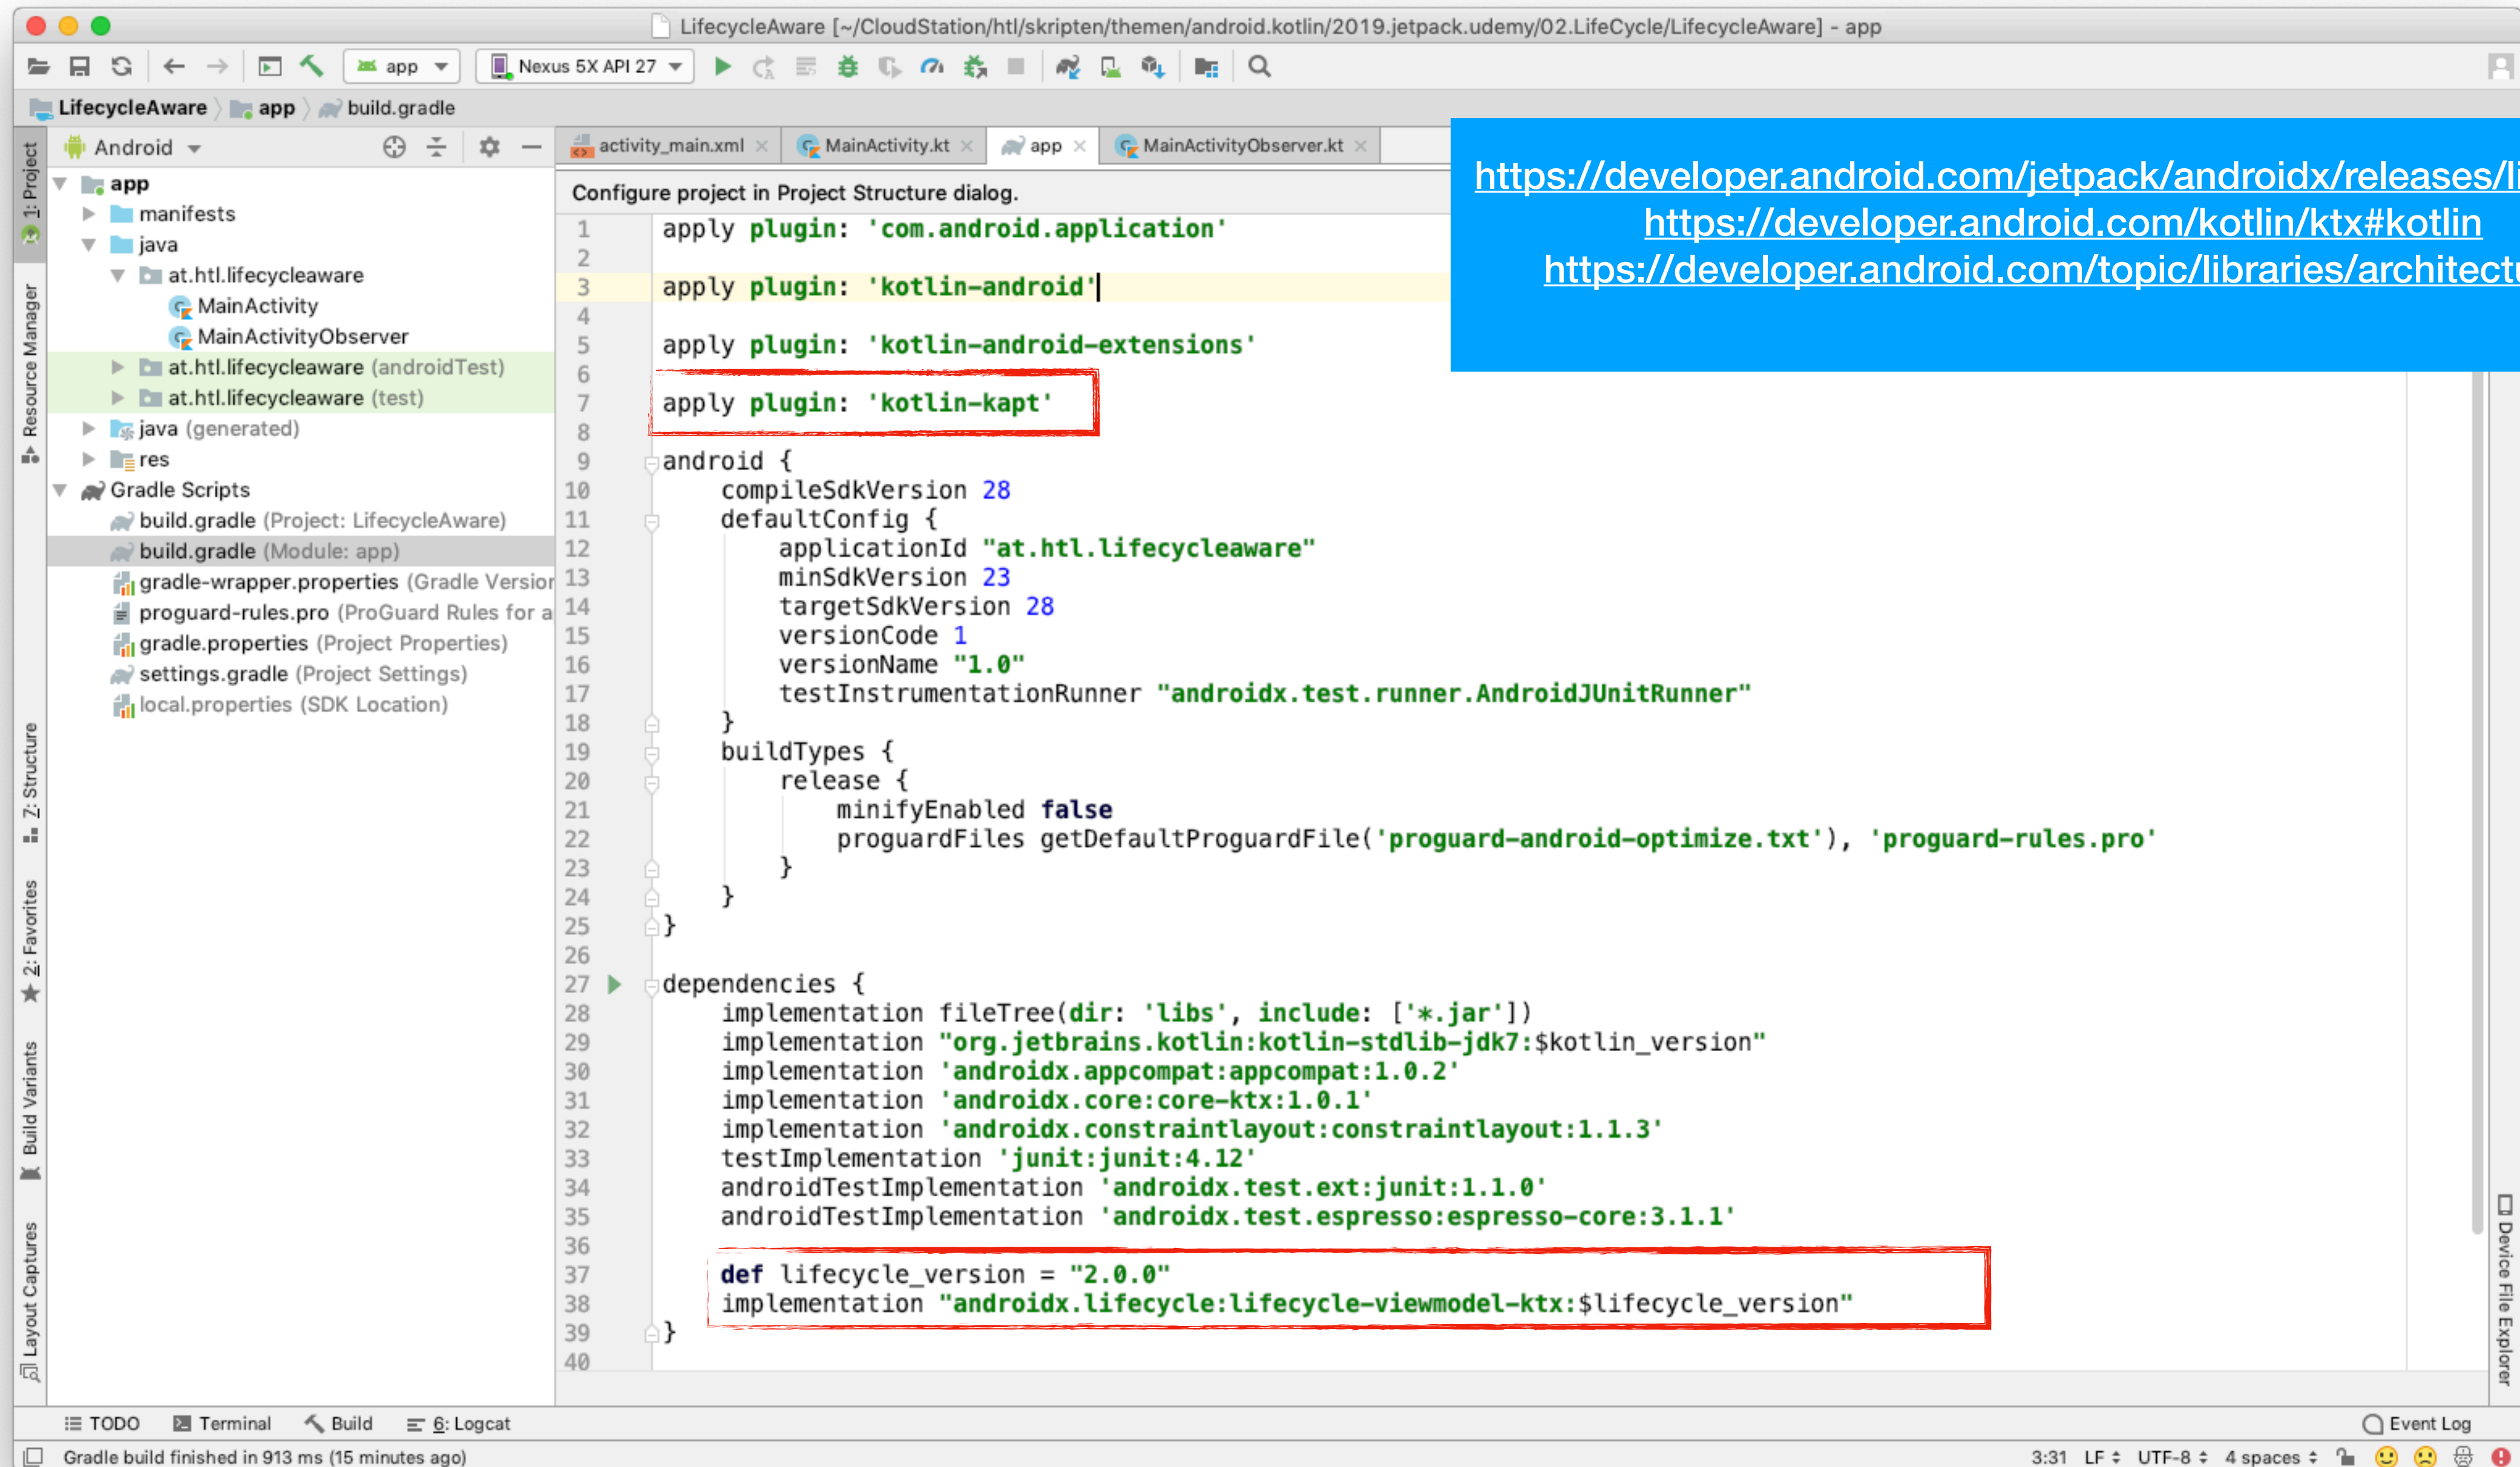 LifecycleAware [~/CloudStation/htl/skripten/themen/android.kotlin/2019.jetpack.udemy/02.LifeCycle/LifecycleAware] - app
app
Nexus 5X API 27
LifecycleAware
app
build.gradle
1: Project
Resource Manager
Z: Structure
2: Favorites
Build Variants
Layout Captures
Android
app
manifests
java
at.htl.lifecycleaware
MainActivity
MainActivityObserver
at.htl.lifecycleaware (androidTest)
at.htl.lifecycleaware (test)
java (generated)
res
Gradle Scripts
build.gradle (Project: LifecycleAware)
build.gradle (Module: app)
gradle-wrapper.properties (Gradle Version
proguard-rules.pro (ProGuard Rules for a
gradle.properties (Project Properties)
settings.gradle (Project Settings)
local.properties (SDK Location)
activity_main.xml
MainActivity.kt
app
MainActivityObserver.kt
https://developer.android.com/jetpack/androidx/releases/li
https://developer.android.com/kotlin/ktx#kotlin
https://developer.android.com/topic/libraries/architectu
Configure project in Project Structure dialog.
1 apply plugin: 'com.android.application'
2
3 apply plugin: 'kotlin-android'
4
5 apply plugin: 'kotlin-android-extensions'
6
7 apply plugin: 'kotlin-kapt'
8
9 android {
10 compileSdkVersion 28
11 defaultConfig {
12 applicationId "at.htl.lifecycleaware"
13 minSdkVersion 23
14 targetSdkVersion 28
15 versionCode 1
16 versionName "1.0"
17 testInstrumentationRunner "androidx.test.runner.AndroidJUnitRunner"
18 }
19 buildTypes {
20 release {
21 minifyEnabled false
22 proguardFiles getDefaultProguardFile('proguard-android-optimize.txt'), 'proguard-rules.pro'
23 }
24 }
25 }
26
27 dependencies {
28 implementation fileTree(dir: 'libs', include: ['*.jar'])
29 implementation "org.jetbrains.kotlin:kotlin-stdlib-jdk7:$kotlin_version"
30 implementation 'androidx.appcompat:appcompat:1.0.2'
31 implementation 'androidx.core:core-ktx:1.0.1'
32 implementation 'androidx.constraintlayout:constraintlayout:1.1.3'
33 testImplementation 'junit:junit:4.12'
34 androidTestImplementation 'androidx.test.ext:junit:1.1.0'
35 androidTestImplementation 'androidx.test.espresso:espresso-core:3.1.1'
36
37 def lifecycle_version = "2.0.0"
38 implementation "androidx.lifecycle:lifecycle-viewmodel-ktx:$lifecycle_version"
39 }
40
Device File Explorer
TODO
Terminal
Build
6: Logcat
Event Log
Gradle build finished in 913 ms (15 minutes ago)
3:31 LF UTF-8 4 spaces